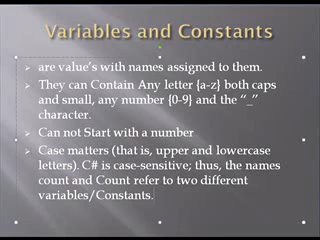 Variables and Constants
are value's with names assigned to them.
They can Contain Any letter {a-z} both caps
and small, any number {0-9} and the "_"
character.
Can not Start with a number
Case matters (that is, upper and lowercase
letters). C# is case-sensitive; thus, the names
count and Count refer to two different
variables/Constants.